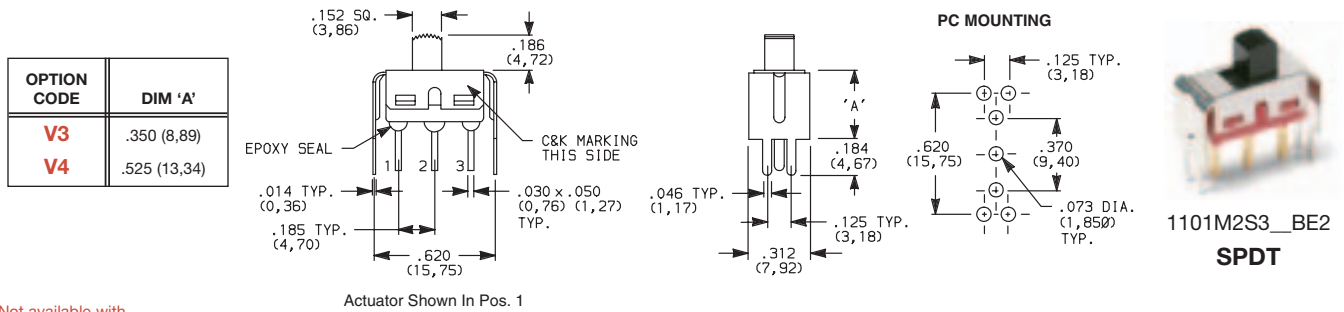 OPTION CODE
DIM 'A'
V3
.350 (8,89)
V4
.525 (13,34)
.152 SQ.
(3,86)
.186
(4,72)
EPOXY SEAL
1
2
3
C&K MARKING
THIS SIDE
.014 TYP.
(0,36)
.030 x .050
(0,76) (1,27)
TYP.
.185 TYP.
(4,70)
.620
(15,75)
Actuator Shown In Pos. 1
'A'
.184
(4,67)
.046 TYP.
(1,17)
.125 TYP.
(3,18)
.312
(7,92)
PC MOUNTING
.125 TYP.
(3,18)
.620
(15,75)
.370
(9,40)
.073 DIA.
(1,85Ø)
TYP.
1101M2S3__BE2
SPDT
Not available with